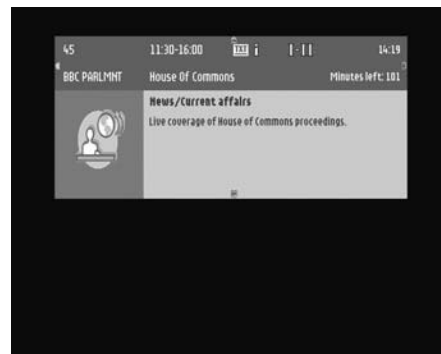 45 11:30-16:00 TXT i 14:19
BBC PARLMNT House Of Commons Minutes left: 101
News/Current affairs
Live coverage of House of Commons proceedings.